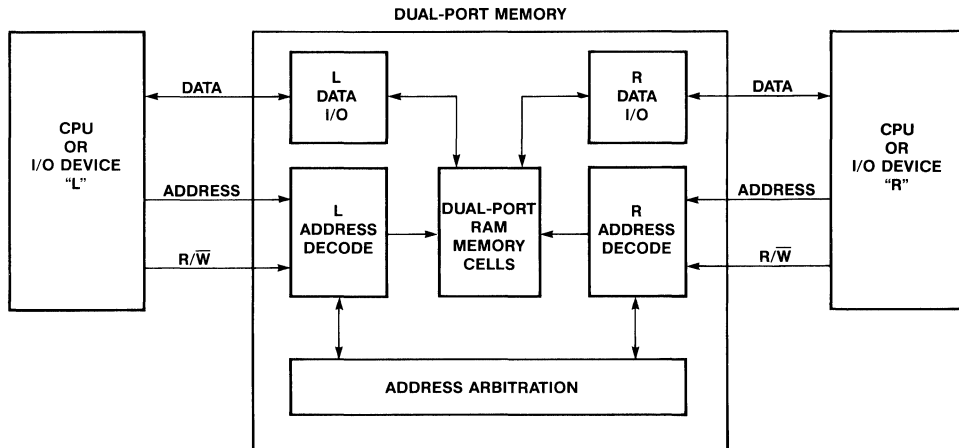 DUAL-PORT MEMORY
CPU
OR
I/O DEVICE
"L"
DATA
ADDRESS
R/W̅
L
DATA
I/O
L
ADDRESS
DECODE
DUAL-PORT
RAM
MEMORY
CELLS
R
DATA
I/O
R
ADDRESS
DECODE
ADDRESS ARBITRATION
DATA
ADDRESS
R/W̅
CPU
OR
I/O DEVICE
"R"